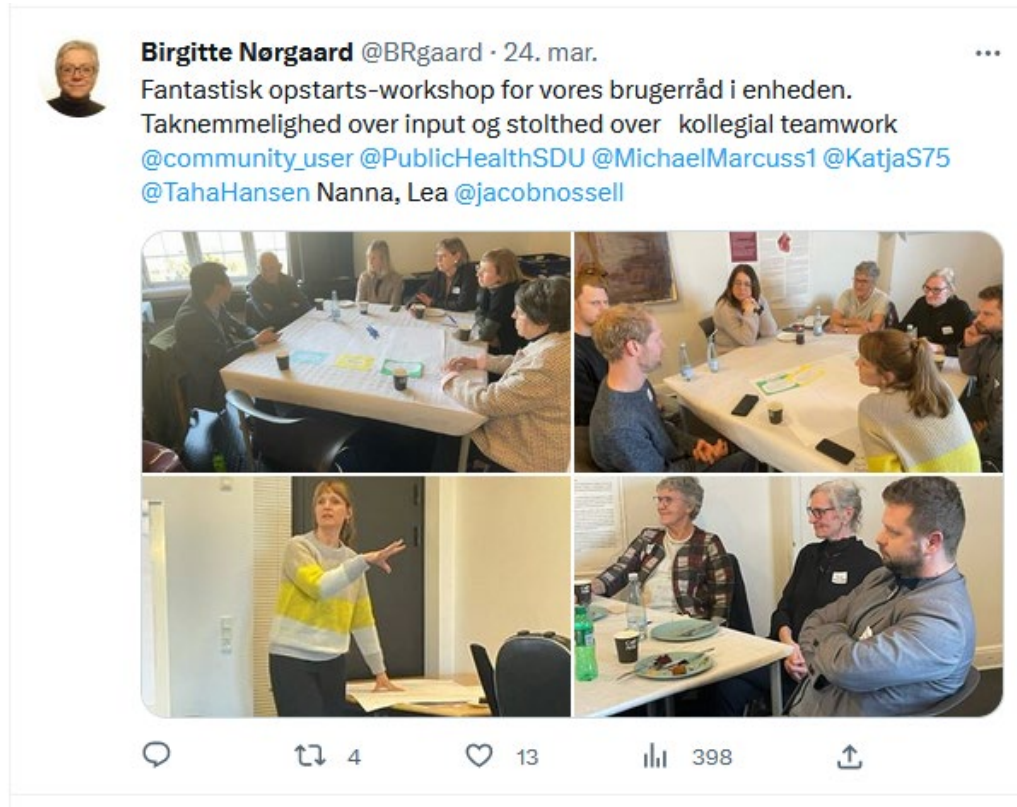 Birgitte Nørgaard @BRgaard · 24. mar.
Fantastisk opstarts-workshop for vores brugerråd i enheden.
Taknemmelighed over input og stolthed over kollegial teamwork
@community_user @PublicHealthSDU @MichaelMarcuss1 @KatjaS75
@TahaHansen Nanna, Lea @jacobnossell
4 13 398